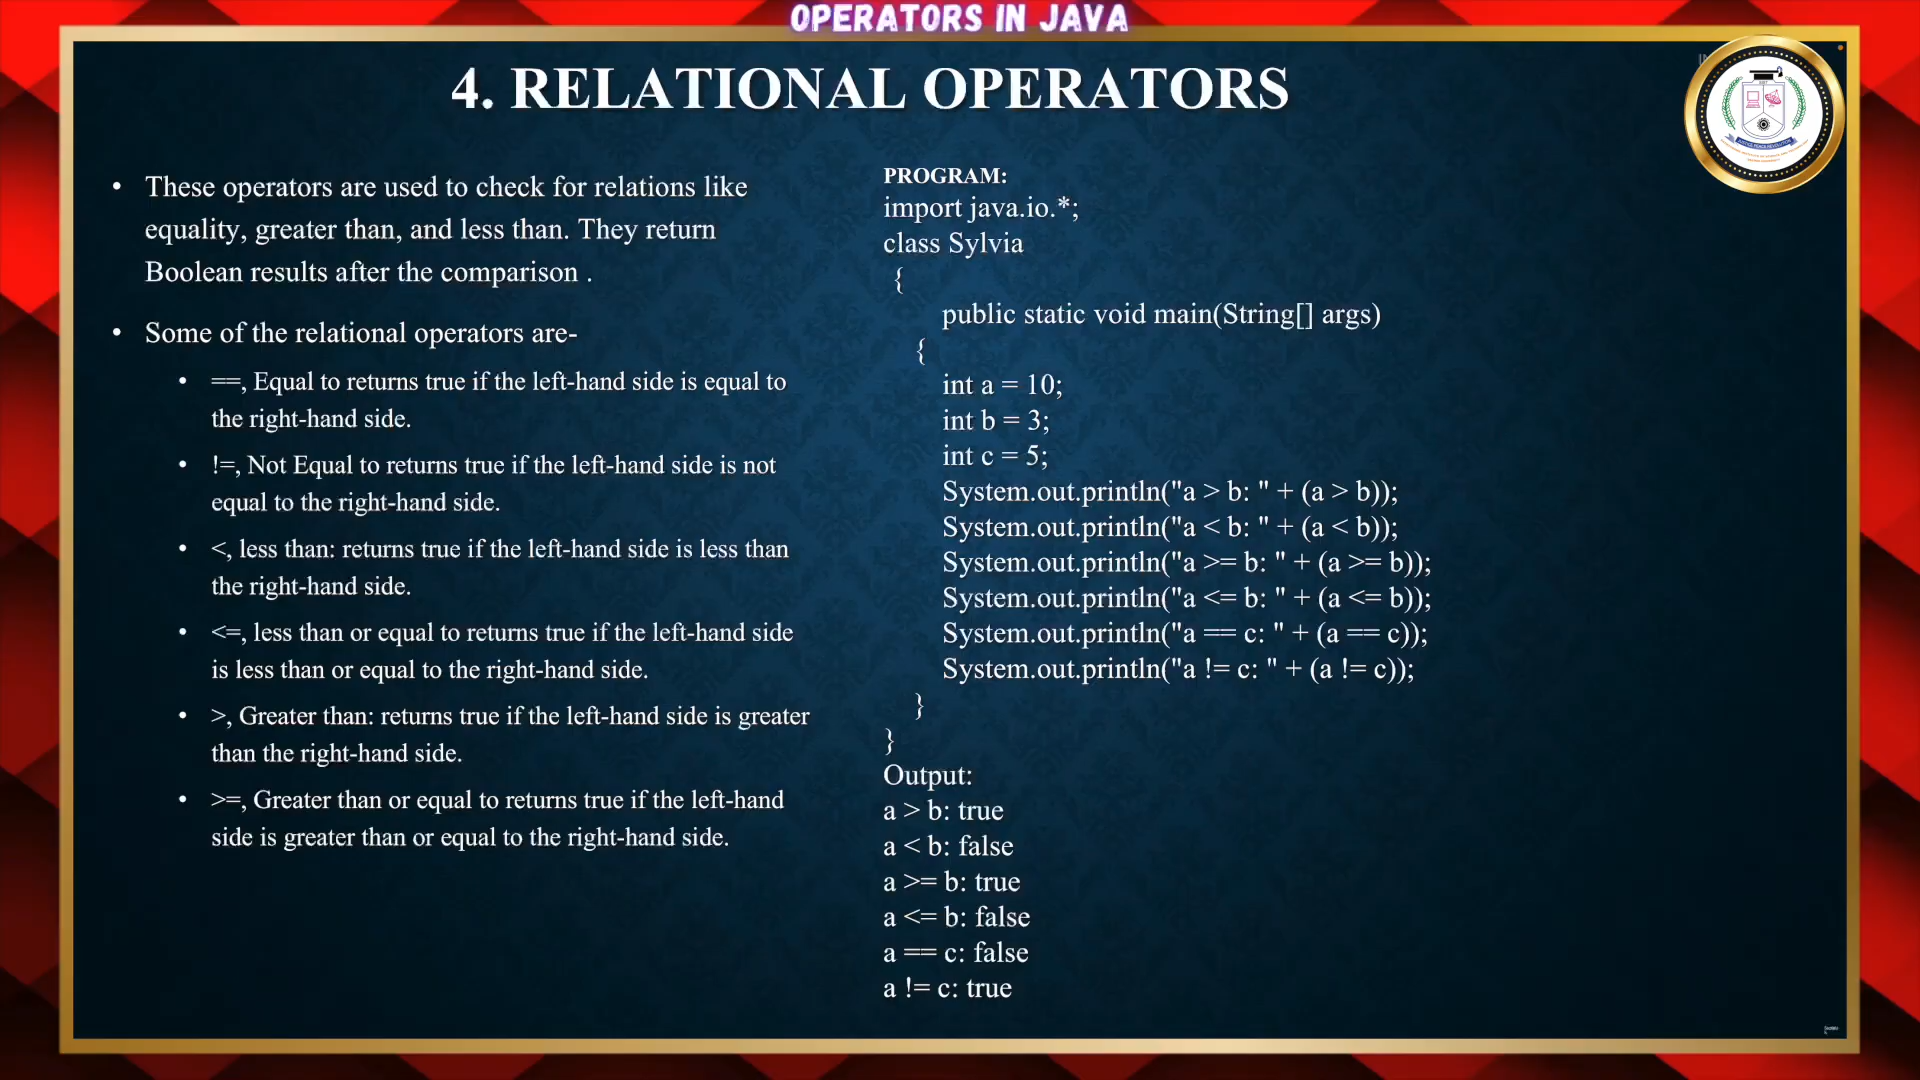 OPERATORS IN JAVA
4. RELATIONAL OPERATORS
• These operators are used to check for relations like
equality, greater than, and less than. They return
Boolean results after the comparison .
• Some of the relational operators are-
• ==, Equal to returns true if the left-hand side is equal to
the right-hand side.
• !=, Not Equal to returns true if the left-hand side is not
equal to the right-hand side.
• <, less than: returns true if the left-hand side is less than
the right-hand side.
• <=, less than or equal to returns true if the left-hand side
is less than or equal to the right-hand side.
• >, Greater than: returns true if the left-hand side is greater
than the right-hand side.
• >=, Greater than or equal to returns true if the left-hand
side is greater than or equal to the right-hand side.
PROGRAM:
import java.io.*;
class Sylvia
{
public static void main(String[] args)
{
int a = 10;
int b = 3;
int c = 5;
System.out.println("a > b: " + (a > b));
System.out.println("a < b: " + (a < b));
System.out.println("a >= b: " + (a >= b));
System.out.println("a <= b: " + (a <= b));
System.out.println("a == c: " + (a == c));
System.out.println("a != c: " + (a != c));
}
}
Output:
a > b: true
a < b: false
a >= b: true
a <= b: false
a == c: false
a != c: true